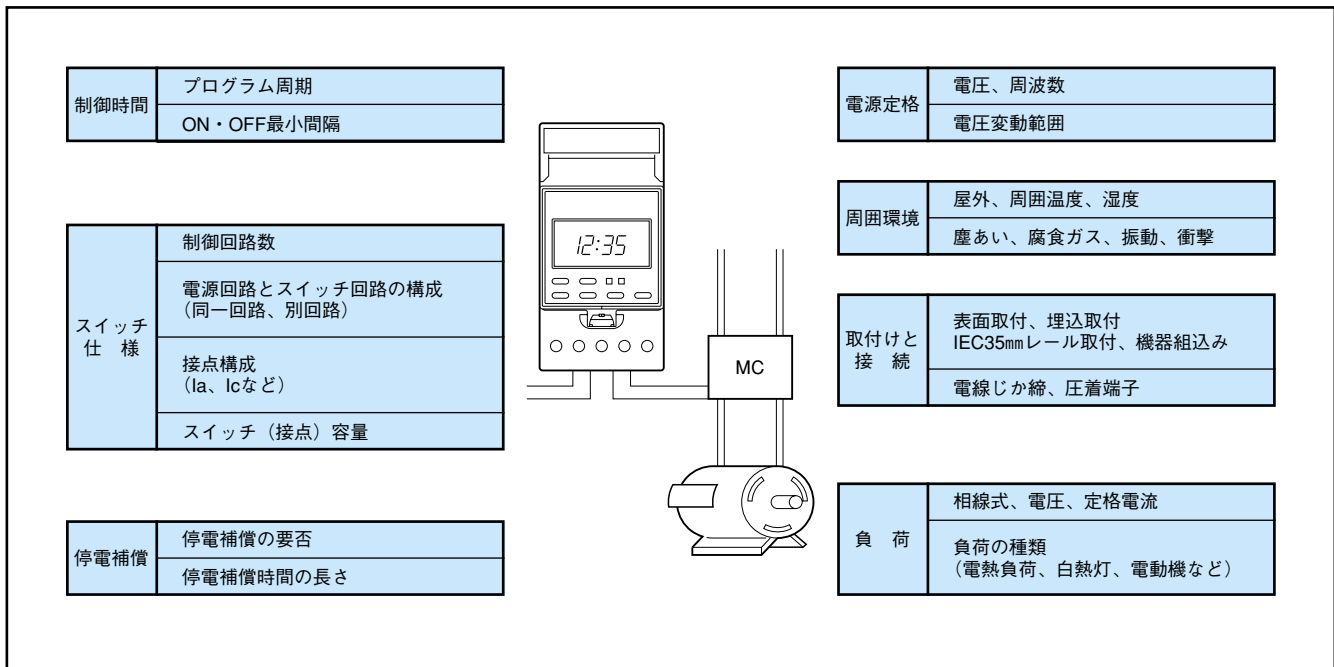 制御時間
プログラム周期
ON・OFF最小間隔
スイッチ
仕　様
制御回路数
電源回路とスイッチ回路の構成
（同一回路、別回路）
接点構成
（Ia、Icなど）
スイッチ（接点）容量
停電補償
停電補償の要否
停電補償時間の長さ
12:35
MC
電源定格
電圧、周波数
電圧変動範囲
周囲環境
屋外、周囲温度、湿度
塵あい、腐食ガス、振動、衝撃
取付けと
接　続
表面取付、埋込取付
IEC35㎜レール取付、機器組込み
電線じか締、圧着端子
負　荷
相線式、電圧、定格電流
負荷の種類
（電熱負荷、白熱灯、電動機など）